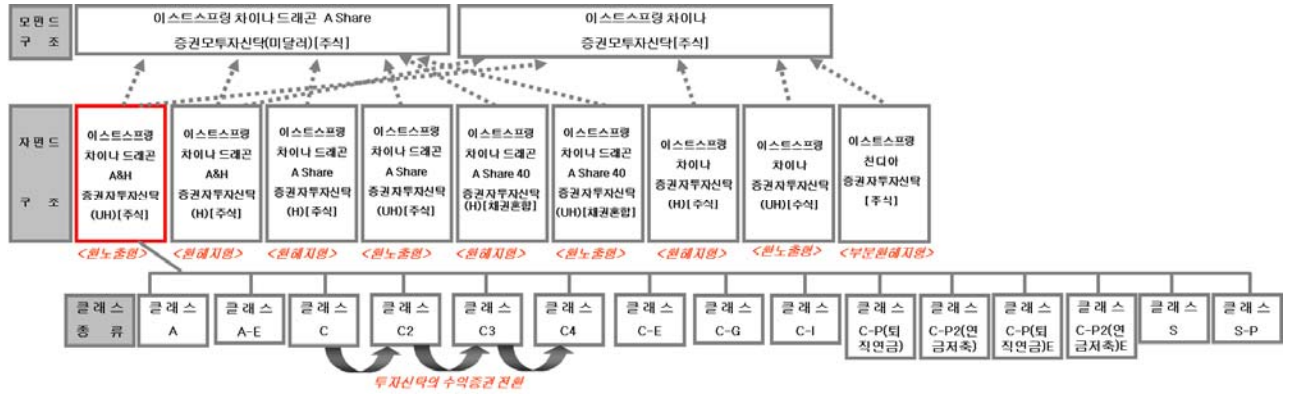 모펀드
구 조
이스트스프링 차이나 드래곤 A Share
증권모투자신탁(미달러)[주식]
이스트스프링 차이나
증권모투자신탁[주식]
자펀드
구 조
이스트스프링
차이나 드래곤
A&H
증권자투자신탁
(UH)[주식]
이스트스프링
차이나 드래곤
A&H
증권자투자신탁
(H)[주식]
이스트스프링
차이나 드래곤
A Share
증권자투자신탁
(H)[주식]
이스트스프링
차이나 드래곤
A Share
증권자투자신탁
(UH)[주식]
이스트스프링
차이나 드래곤
A Share 40
증권자투자신탁
(H)[채권혼합]
이스트스프링
차이나 드래곤
A Share 40
증권자투자신탁
(UH)[채권혼합]
이스트스프링
차이나
증권자투자신탁
(H)[주식]
이스트스프링
차이나
증권자투자신탁
(UH)[주식]
이스트스프링
친디아
증권자투자신탁
[주식]
<환노출형>
<환헤지형>
<환헤지형>
<환노출형>
<환헤지형>
<환노출형>
<환헤지형>
<환노출형>
<부분환헤지형>
클래스
종 류
클래스
A
클래스
A-E
클래스
C
클래스
C2
클래스
C3
클래스
C4
클래스
C-E
클래스
C-G
클래스
C-I
클래스
C-P(퇴
직연금)
클래스
C-P2(연
금저축)
클래스
C-P(퇴
직연금)E
클래스
C-P2(연
금저축)E
클래스
S
클래스
S-P
투자신탁의 수익증권 전환